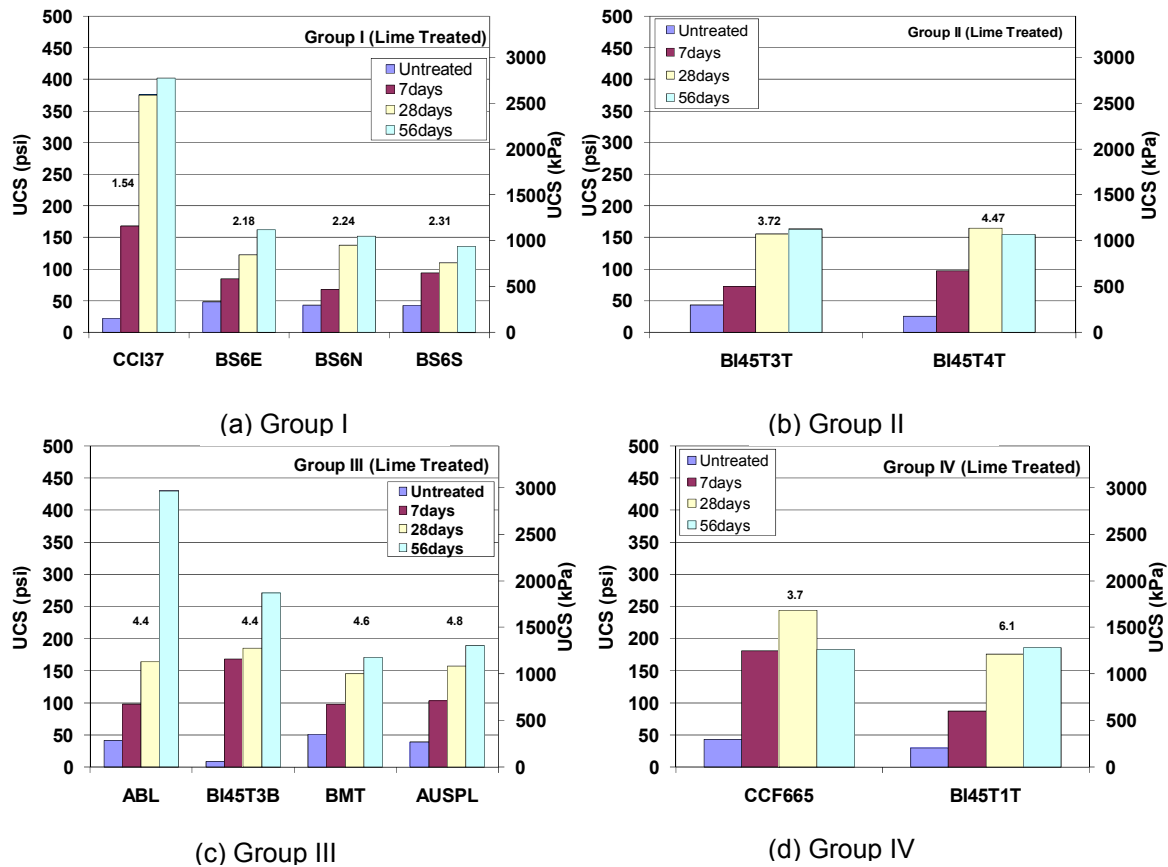 Group I (Lime Treated)
Untreated
7days
28days
56days
500
450
400
350
300
250
200
150
100
50
0
UCS (psi)
3000
2500
2000
1500
1000
500
0
UCS (kPa)
1.54
2.18
2.24
2.31
CCI37 BS6E BS6N BS6S
(a) Group I
Group II (Lime Treated)
Untreated
7days
28days
56days
500
450
400
350
300
250
200
150
100
50
0
UCS (psi)
3000
2500
2000
1500
1000
500
0
UCS (kPa)
3.72
4.47
BI45T3T BI45T4T
(b) Group II
Group III (Lime Treated)
Untreated
7days
28days
56days
500
450
400
350
300
250
200
150
100
50
0
UCS (psi)
3000
2500
2000
1500
1000
500
0
UCS (kPa)
4.4
4.4
4.6
4.8
ABL BI45T3B BMT AUSPL
(c) Group III
Group IV (Lime Treated)
Untreated
7days
28days
56days
500
450
400
350
300
250
200
150
100
50
0
UCS (psi)
3000
2500
2000
1500
1000
500
0
UCS (kPa)
3.7
6.1
CCF665 BI45T1T
(d) Group IV